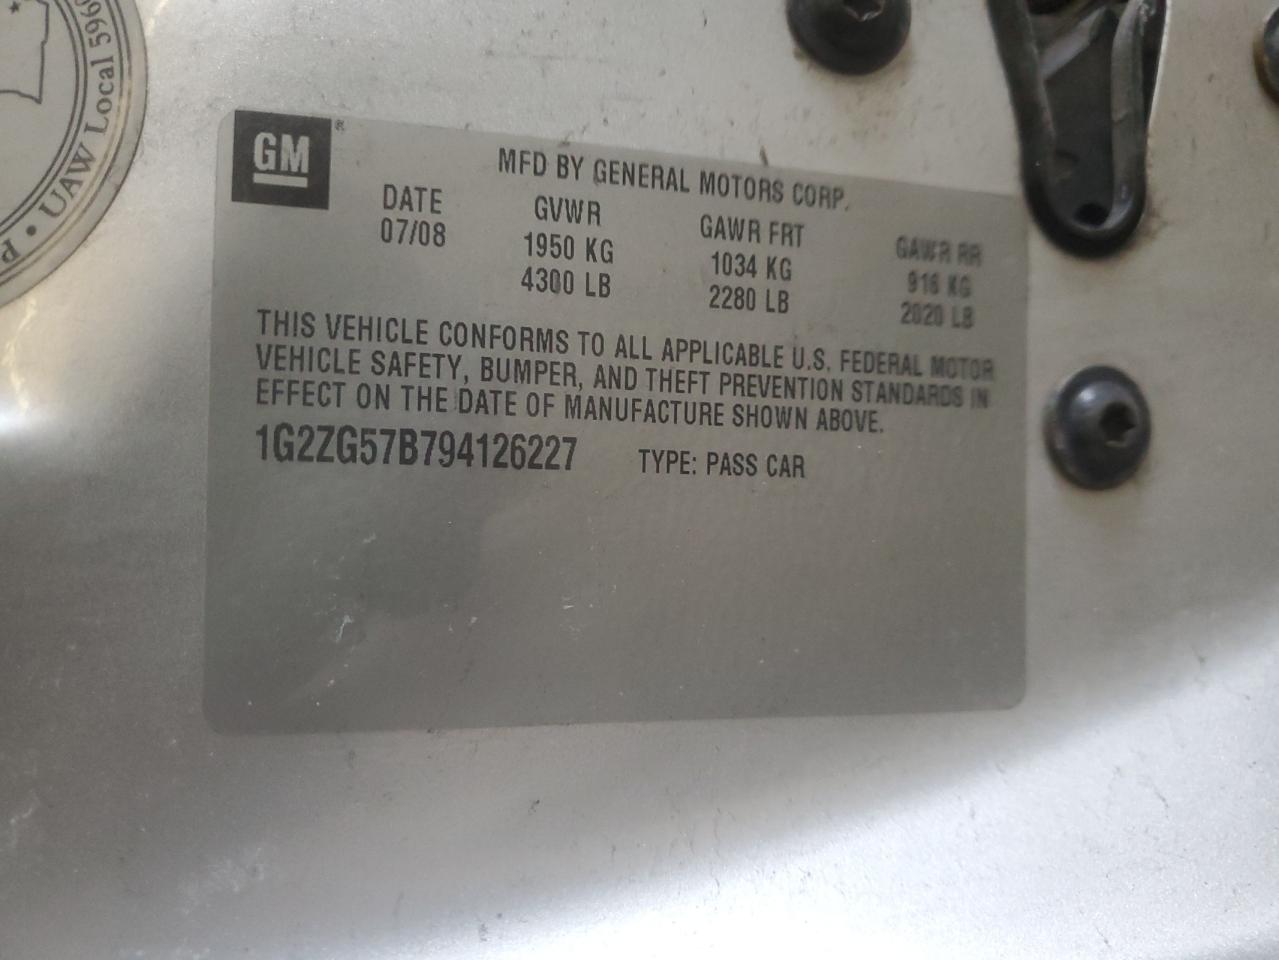 UAW Local 5960
GM
®
MFD BY GENERAL MOTORS CORP.
DATE GVWR GAWR FRT GAWR RR
07/08 1950 KG 1034 KG 916 KG
4300 LB 2280 LB 2020 LB
THIS VEHICLE CONFORMS TO ALL APPLICABLE U.S. FEDERAL MOTOR
VEHICLE SAFETY, BUMPER, AND THEFT PREVENTION STANDARDS IN
EFFECT ON THE DATE OF MANUFACTURE SHOWN ABOVE.
1G2ZG57B794126227 TYPE: PASS CAR